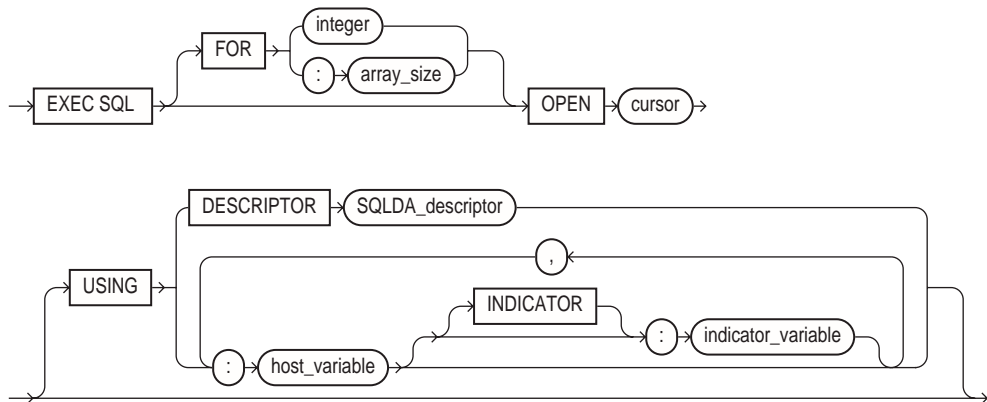 integer
FOR
: array_size
EXEC SQL OPEN cursor
DESCRIPTOR SQLDA_descriptor
,
USING INDICATOR
: host_variable : indicator_variable